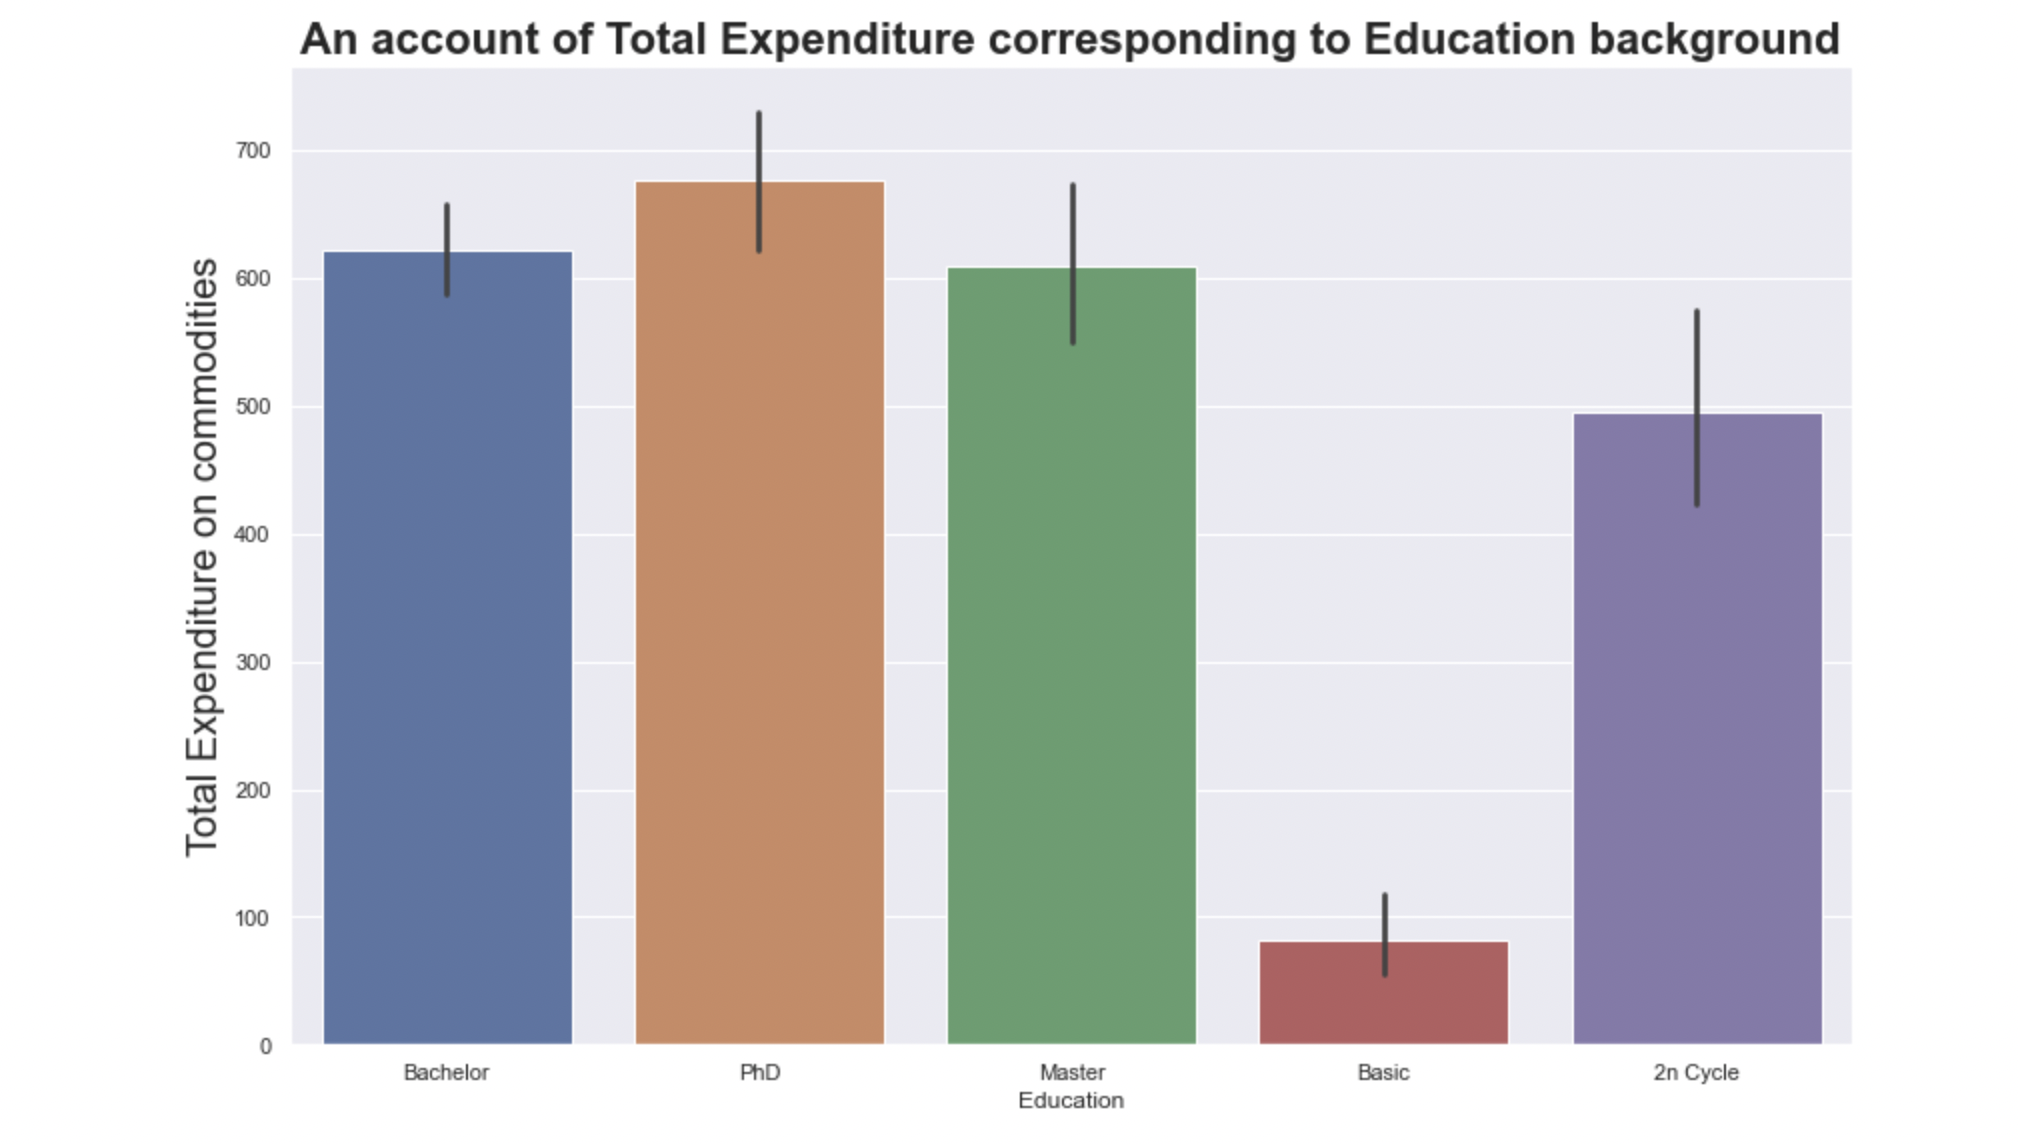 An account of Total Expenditure corresponding to Education background
Total Expenditure on commodities
700
600
500
400
300
200
100
0
Bachelor PhD Master Basic 2n Cycle
Education